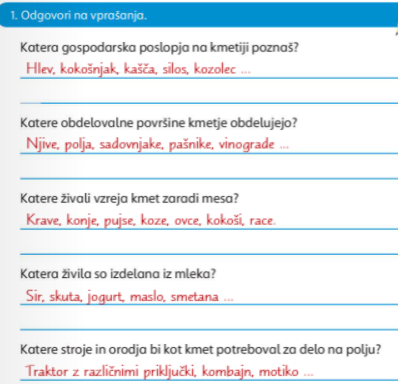 1. Odgovori na vprašanja.
Katera gospodarska poslopja na kmetiji poznaš?
Hlev, kokošnjak, kašča, silos, kozolec ...
Katere obdelovalne površine kmetje obdelujejo?
Njive, polja, sadovnjake, pašnike, vinograde ...
Katere živali vzreja kmet zaradi mesa?
Krave, konje, pujse, koze, ovce, kokoši, race.
Katera živila so izdelana iz mleka?
Sir, skuta, jogurt, maslo, smetana ...
Katere stroje in orodja bi kot kmet potreboval za delo na polju?
Traktor z različnimi priključki, kombajn, motiko ...